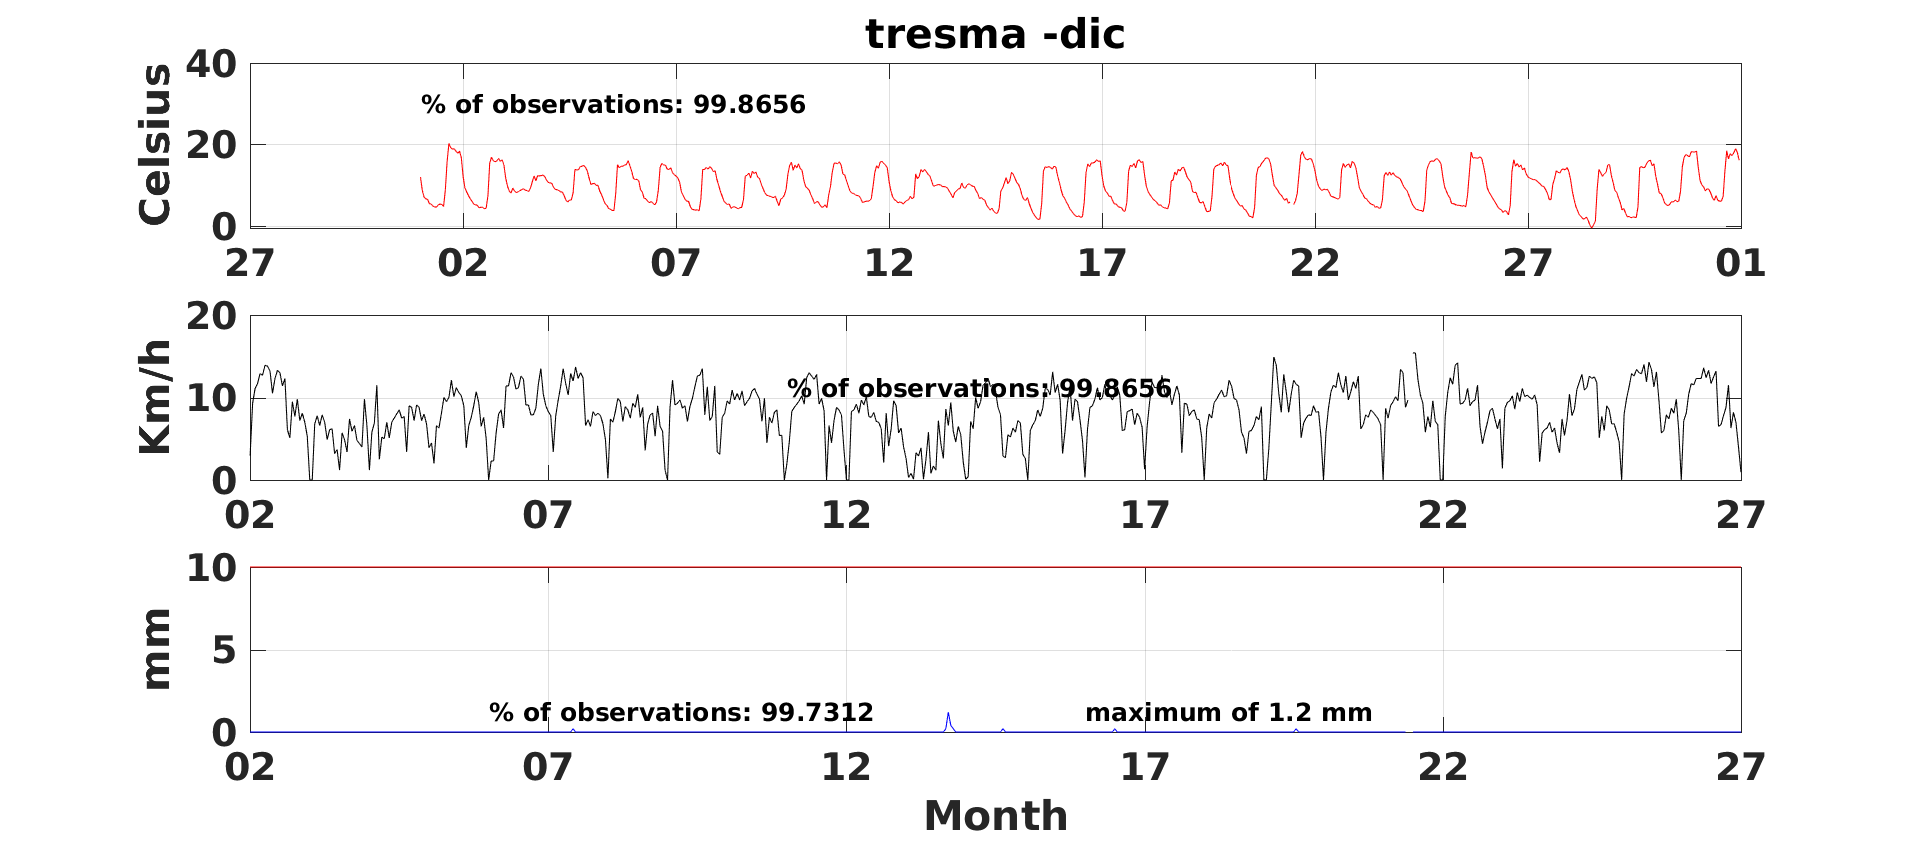 tresma -dic
40
20
0
Celsius
% of observations: 99.8656
27 02 07 12 17 22 27 01
20
10
0
Km/h
% of observations: 99.8656
02 07 12 17 22 27
10
5
0
mm
% of observations: 99.7312 maximum of 1.2 mm
02 07 12 17 22 27
Month